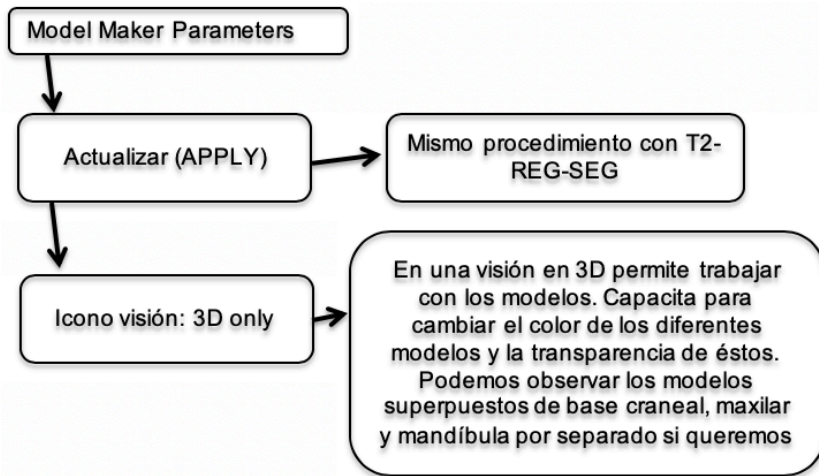 Model Maker Parameters
Actualizar (APPLY)
Mismo procedimiento con T2-
REG-SEG
Icono visión: 3D only
En una visión en 3D permite trabajar
con los modelos. Capacita para
cambiar el color de los diferentes
modelos y la transparencia de éstos.
Podemos observar los modelos
superpuestos de base craneal, maxilar
y mandíbula por separado si queremos